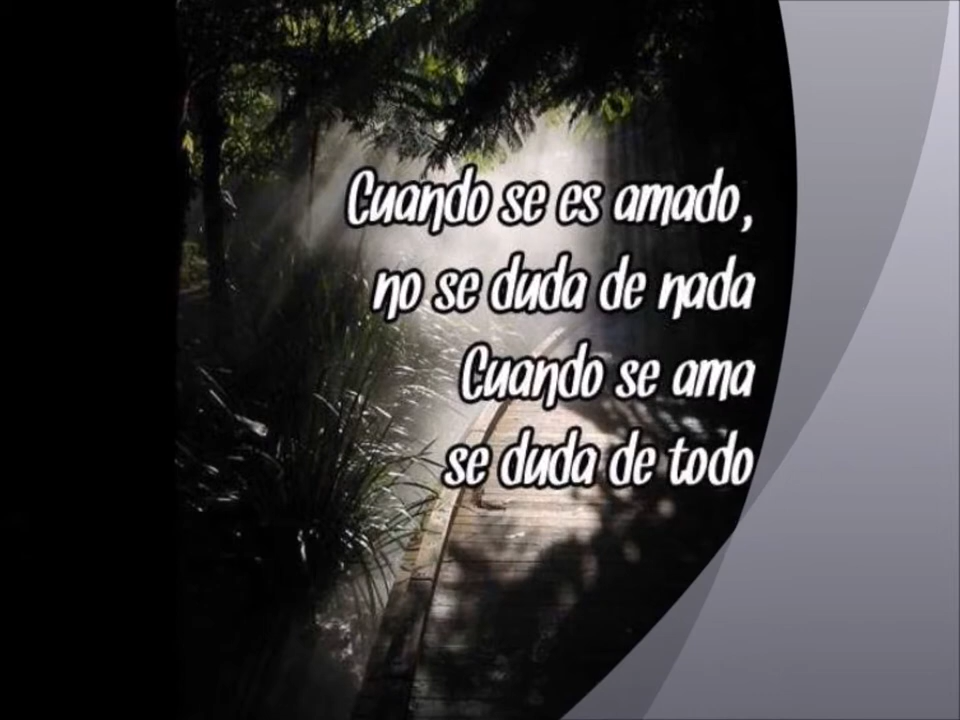 Cuando se es amado,
no se duda de nada
Cuando se ama
se duda de todo